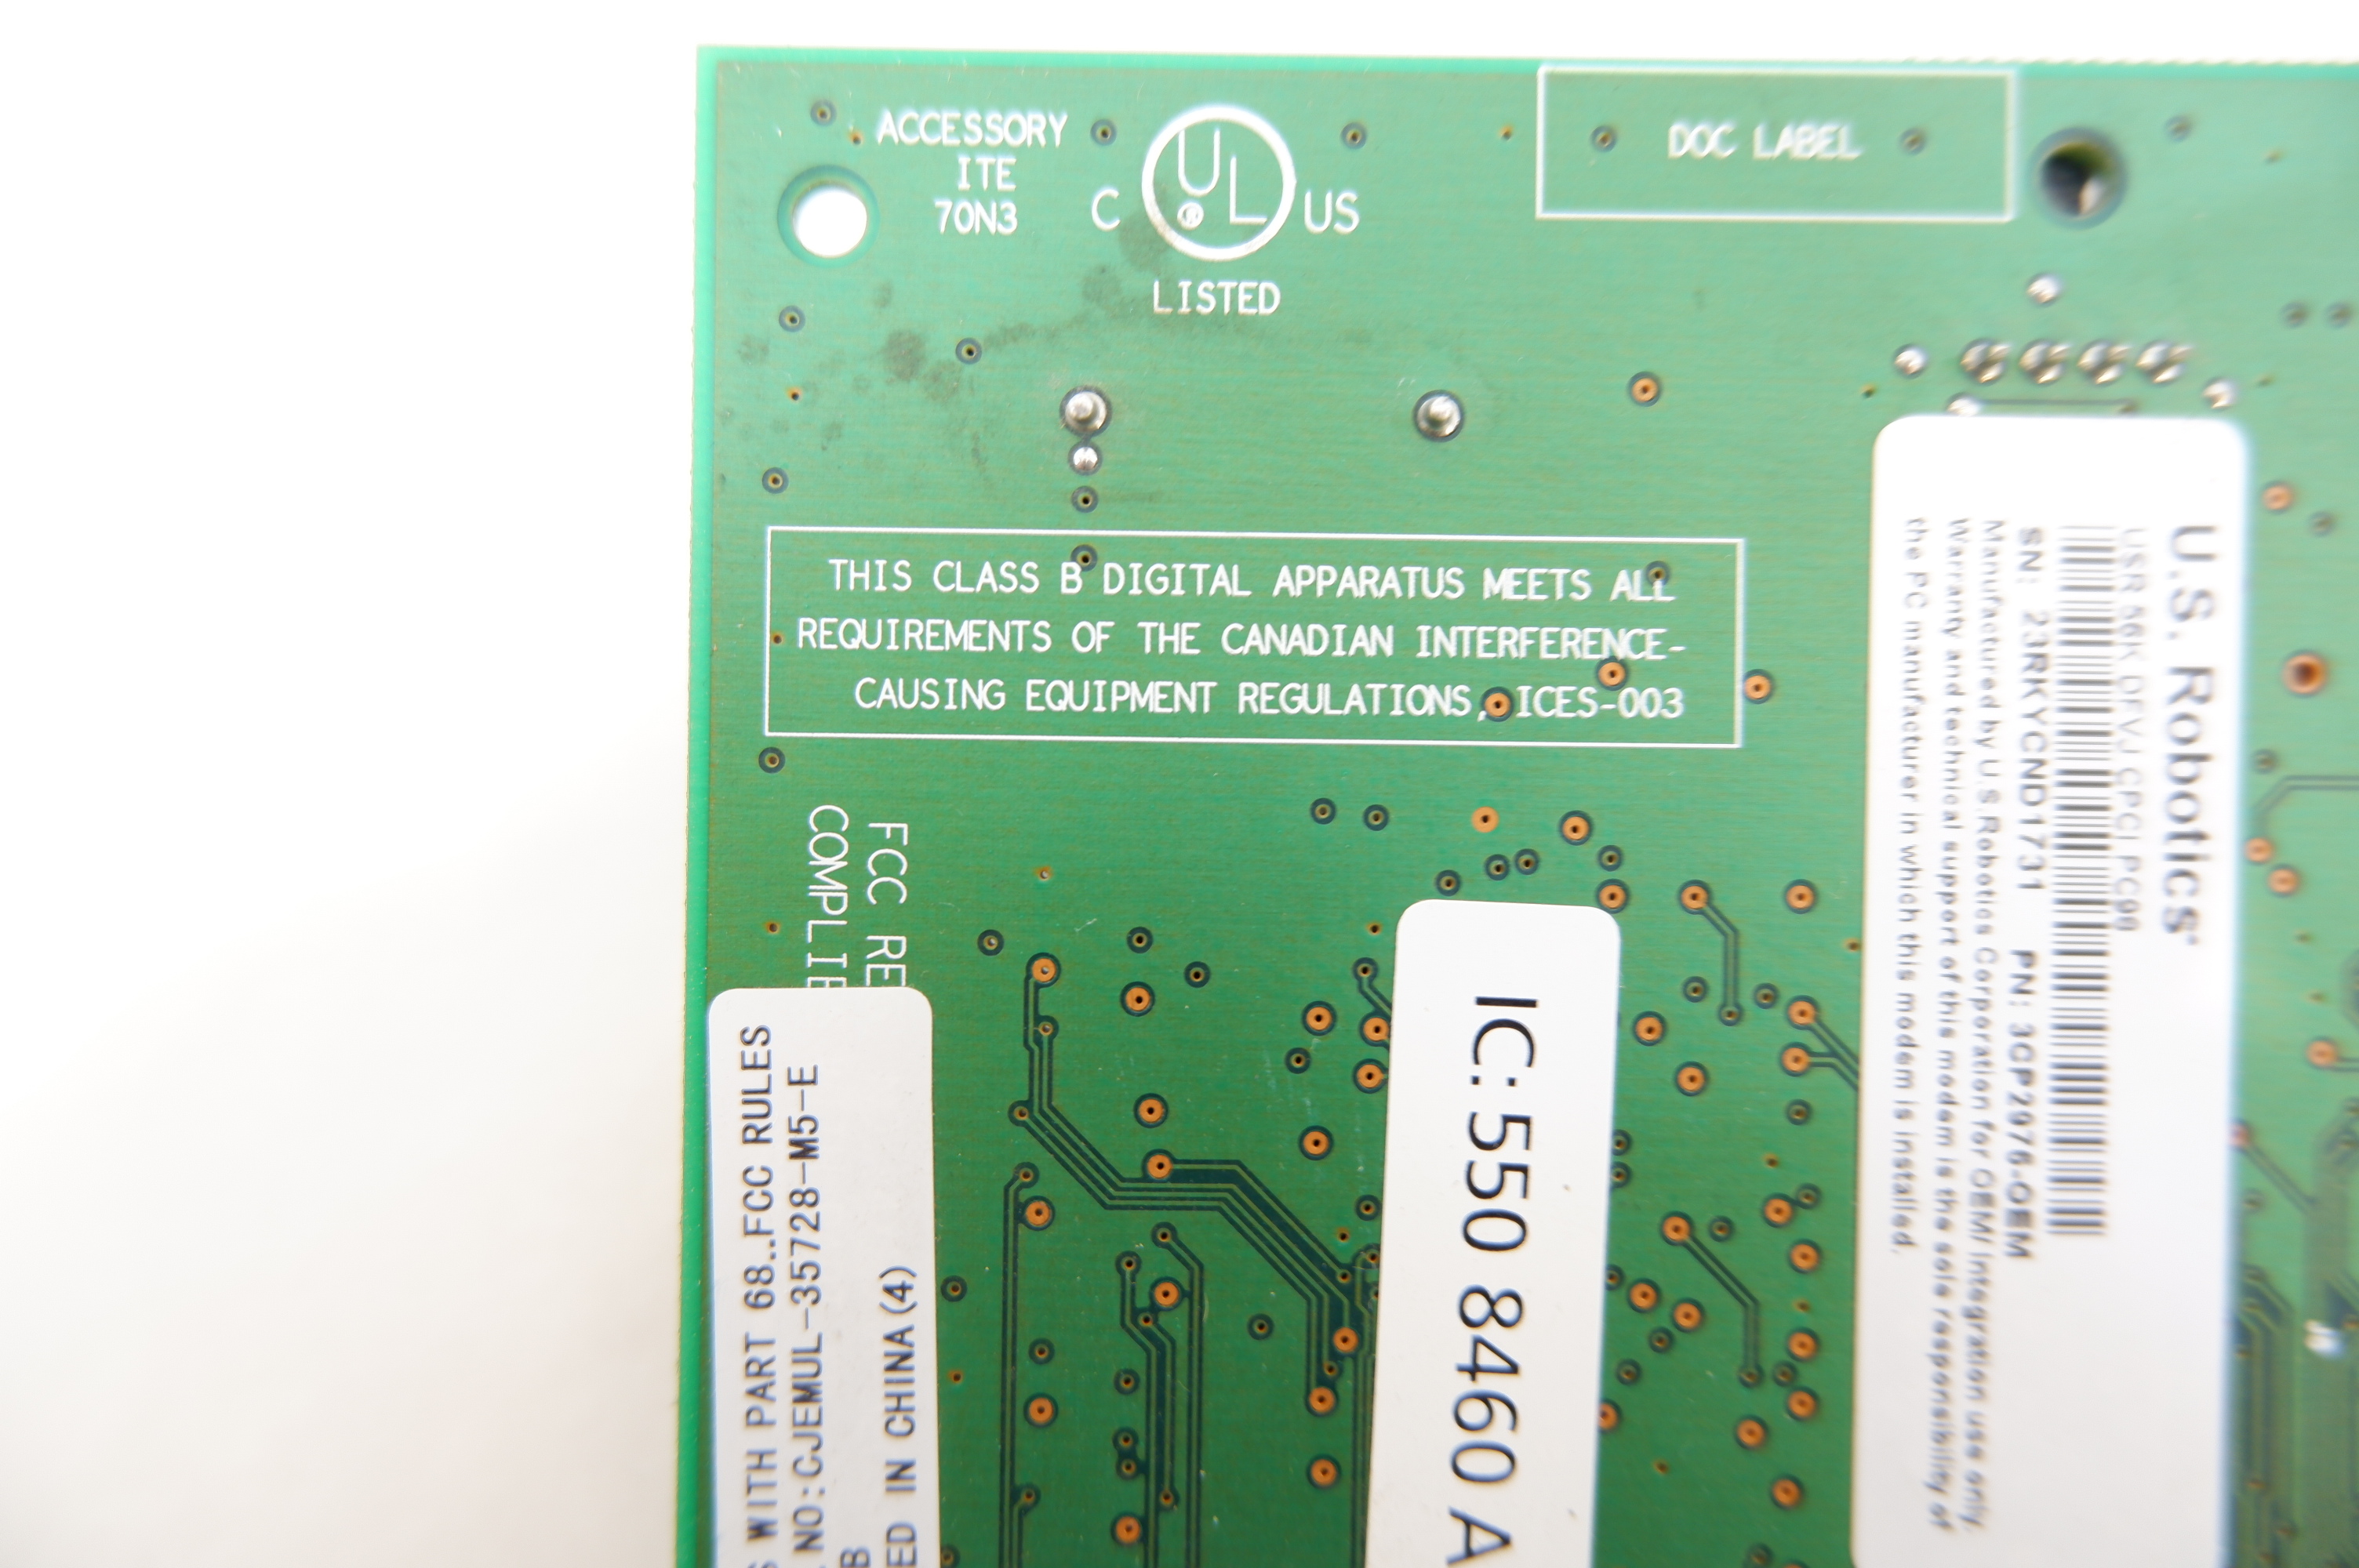 ACCESSORY
ITE
70N3
C UL® US
LISTED
DOC LABEL
THIS CLASS B DIGITAL APPARATUS MEETS ALL
REQUIREMENTS OF THE CANADIAN INTERFERENCE-
CAUSING EQUIPMENT REGULATIONS, ICES-003
FCC RE
COMPLIE
WITH PART 68..FCC RULES
NO:CJEMUL-35728-M5-E
B
ED IN CHINA(4)
IC: 550 8460 A
U.S. Robotics
USR 56K DFVJ CPCI PC99
SN: 23RKYCND1731 PN: 3CP2976-OEM
Manufactured by U.S.Robotics Corporation for OEM/ Integration use only.
Warranty and technical support of this modem is the sole responsibility of
the PC manufacturer in which this modem is installed.